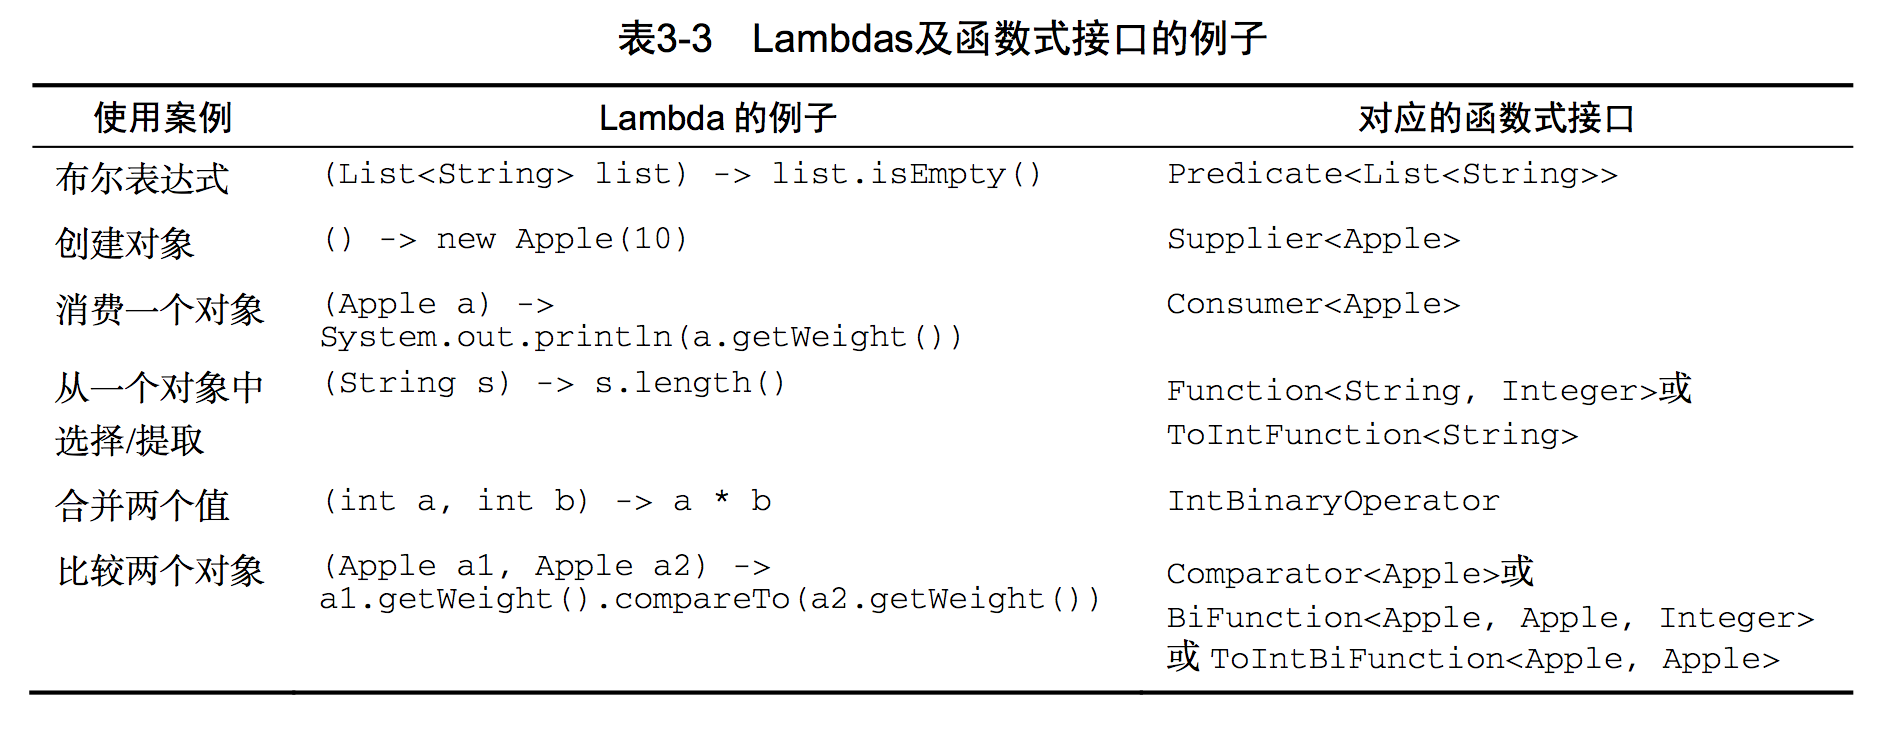 表3-3 Lambdas及函数式接口的例子
使用案例 Lambda 的例子 对应的函数式接口
布尔表达式 (List<String> list) -> list.isEmpty() Predicate<List<String>>
创建对象 () -> new Apple(10) Supplier<Apple>
消费一个对象 (Apple a) -> Consumer<Apple>
System.out.println(a.getWeight())
从一个对象中 (String s) -> s.length() Function<String, Integer>或
选择/提取 ToIntFunction<String>
合并两个值 (int a, int b) -> a * b IntBinaryOperator
比较两个对象 (Apple a1, Apple a2) -> Comparator<Apple>或
a1.getWeight().compareTo(a2.getWeight()) BiFunction<Apple, Apple, Integer>
或 ToIntBiFunction<Apple, Apple>